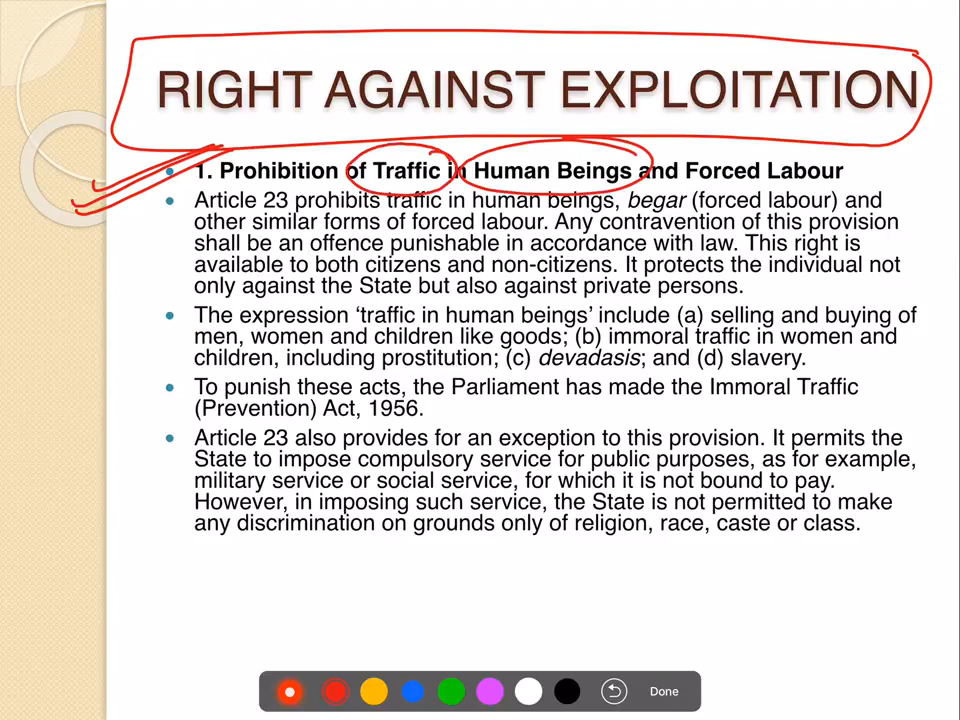 RIGHT AGAINST EXPLOITATION
• 1. Prohibition of Traffic in Human Beings and Forced Labour
• Article 23 prohibits traffic in human beings, begar (forced labour) and
other similar forms of forced labour. Any contravention of this provision
shall be an offence punishable in accordance with law. This right is
available to both citizens and non-citizens. It protects the individual not
only against the State but also against private persons.
• The expression ‘traffic in human beings’ include (a) selling and buying of
men, women and children like goods; (b) immoral traffic in women and
children, including prostitution; (c) devadasis; and (d) slavery.
• To punish these acts, the Parliament has made the Immoral Traffic
(Prevention) Act, 1956.
• Article 23 also provides for an exception to this provision. It permits the
State to impose compulsory service for public purposes, as for example,
military service or social service, for which it is not bound to pay.
However, in imposing such service, the State is not permitted to make
any discrimination on grounds only of religion, race, caste or class.
Done